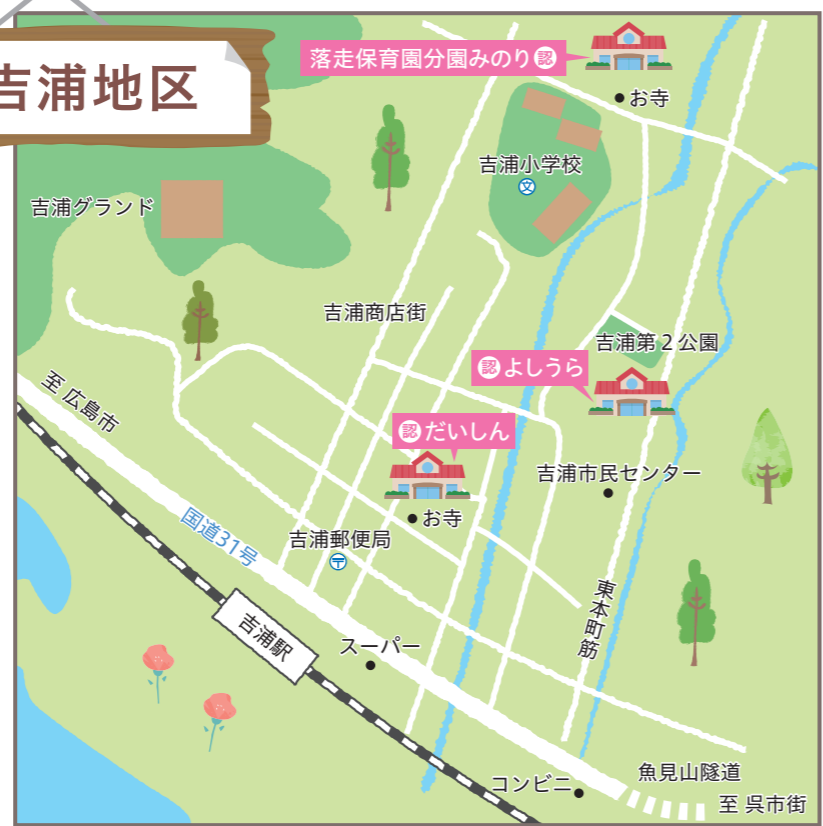 吉浦地区
落走保育園分園みのり認
お寺
吉浦小学校
文
吉浦グランド
吉浦商店街
吉浦第2公園
認よしうら
至 広島市
認だいしん
吉浦市民センター
お寺
国道31号
吉浦郵便局
〒
東本町筋
吉浦駅
スーパー
魚見山隧道
コンビニ
至 呉市街